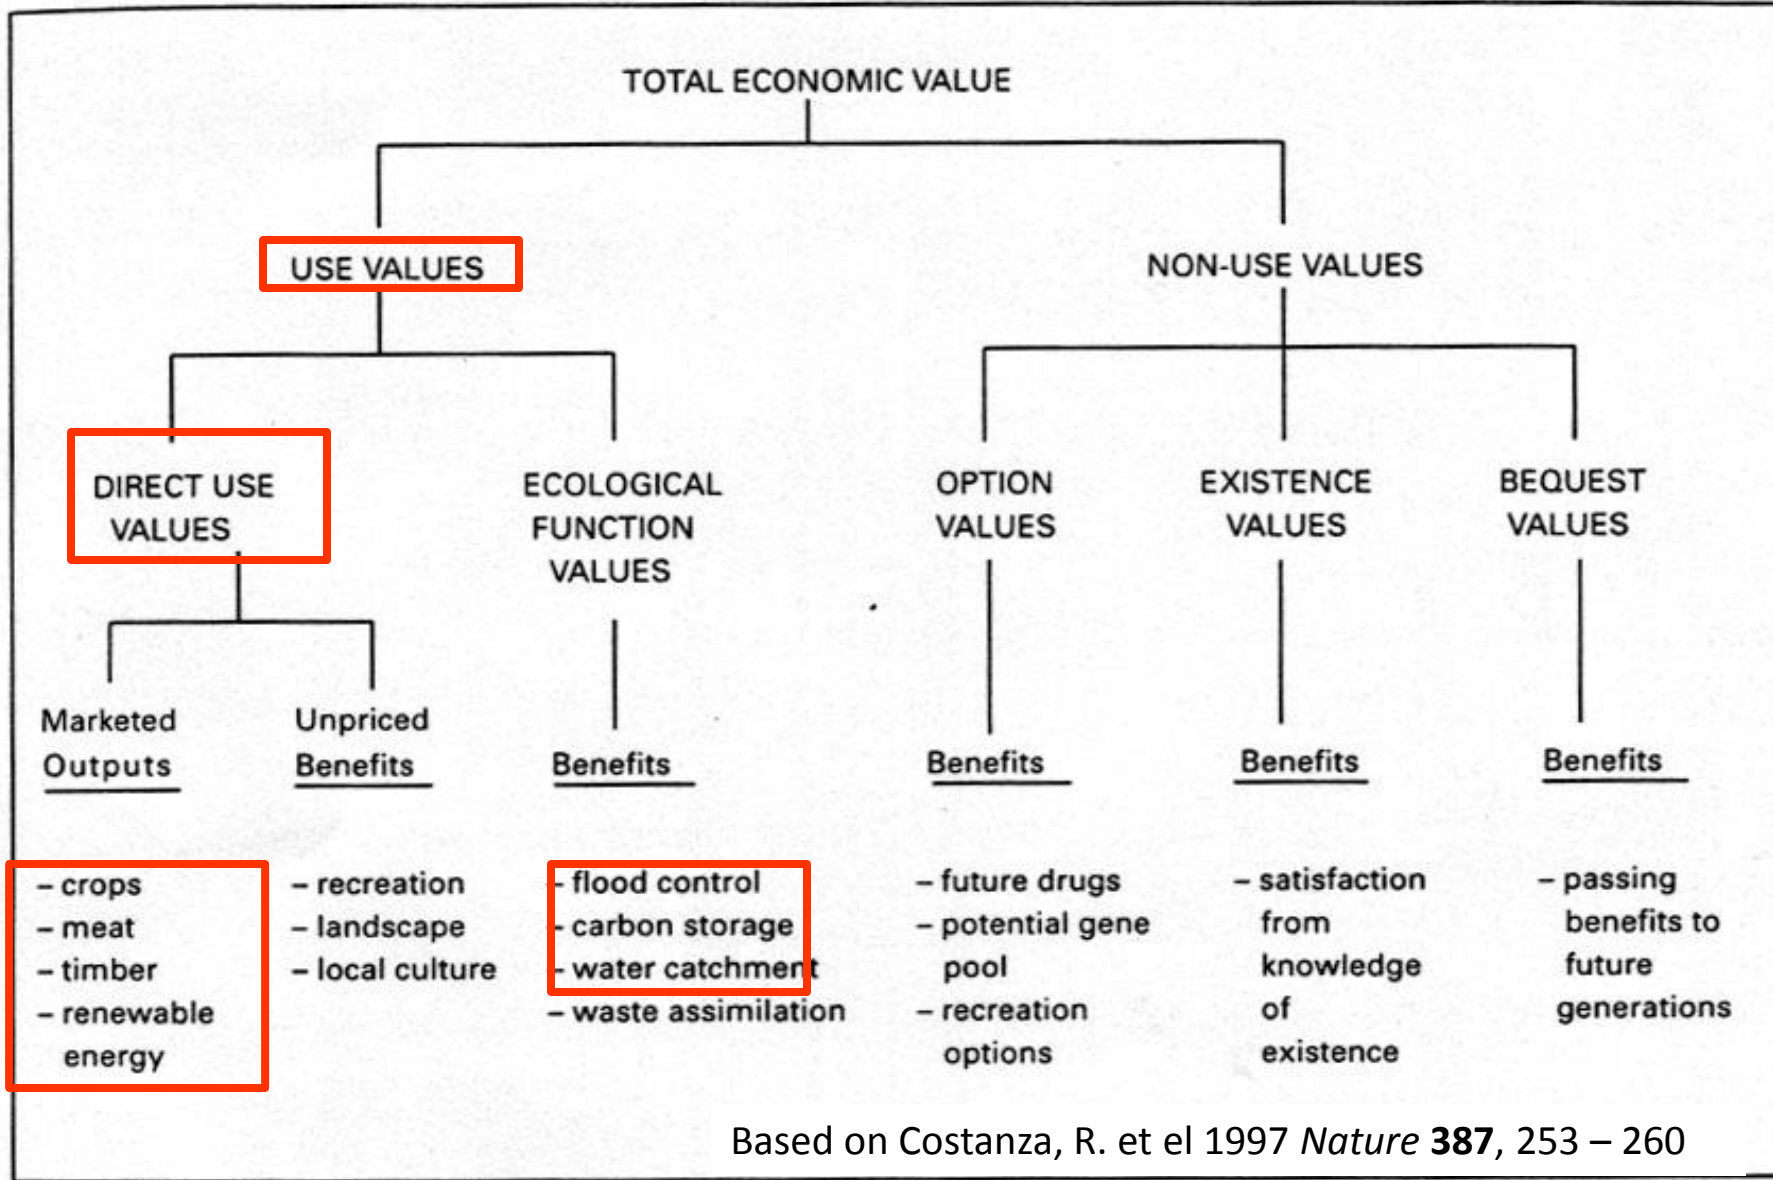 TOTAL ECONOMIC VALUE
USE VALUES
NON-USE VALUES
DIRECT USE
VALUES
ECOLOGICAL
FUNCTION
VALUES
OPTION
VALUES
EXISTENCE
VALUES
BEQUEST
VALUES
Marketed
Outputs
Unpriced
Benefits
Benefits
Benefits
Benefits
Benefits
– crops
– meat
– timber
– renewable
energy
– recreation
– landscape
– local culture
– flood control
– carbon storage
– water catchment
– waste assimilation
– future drugs
– potential gene
pool
– recreation
options
– satisfaction
from
knowledge
of
existence
– passing
benefits to
future
generations
Based on Costanza, R. et el 1997 Nature 387, 253 – 260